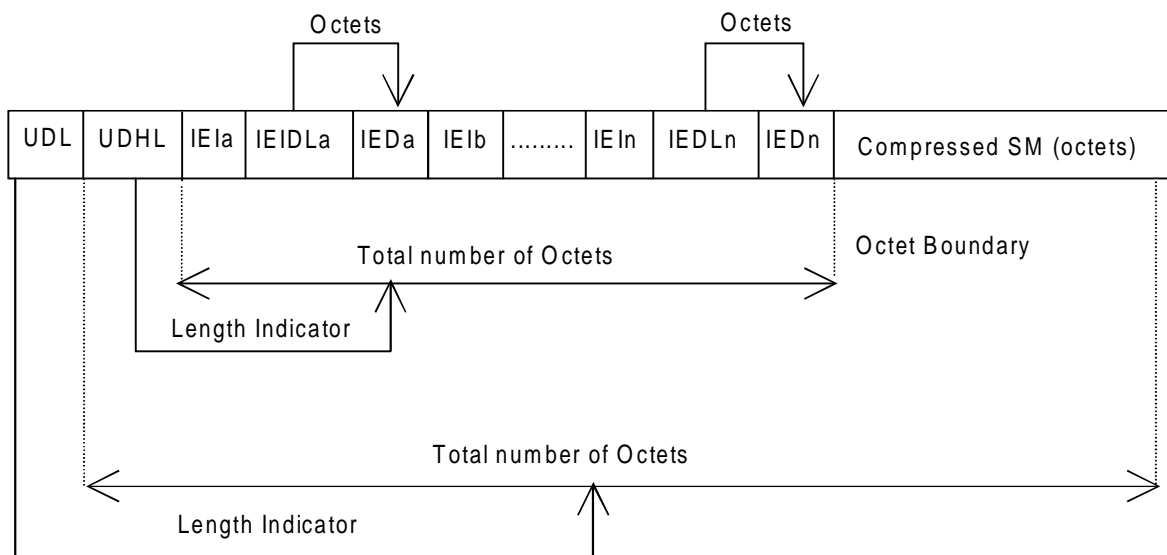 Octets Octets
UDL UDHL IEIa IEIDLa IEDa IEIb ......... IEIn IEDLn IEDn Compressed SM (octets)
Octet Boundary
Total number of Octets
Length Indicator
Total number of Octets
Length Indicator